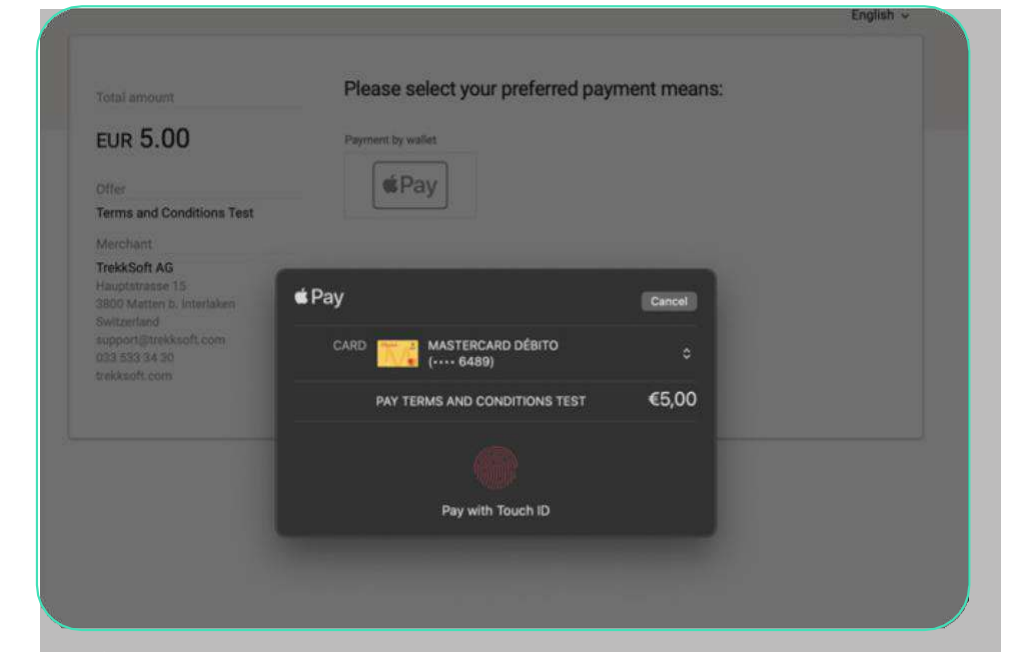 English
Total amount
EUR 5.00
Offer
Terms and Conditions Test
Merchant
TrekkSoft AG
Hauptstrasse 15
3800 Matten b. Interlaken
Switzerland
support@trekksoft.com
033 533 34 30
trekksoft.com
Please select your preferred payment means:
Payment by wallet
Pay
Pay
Cancel
CARD
MASTERCARD DÉBITO
(···· 6489)
PAY TERMS AND CONDITIONS TEST €5,00
Pay with Touch ID